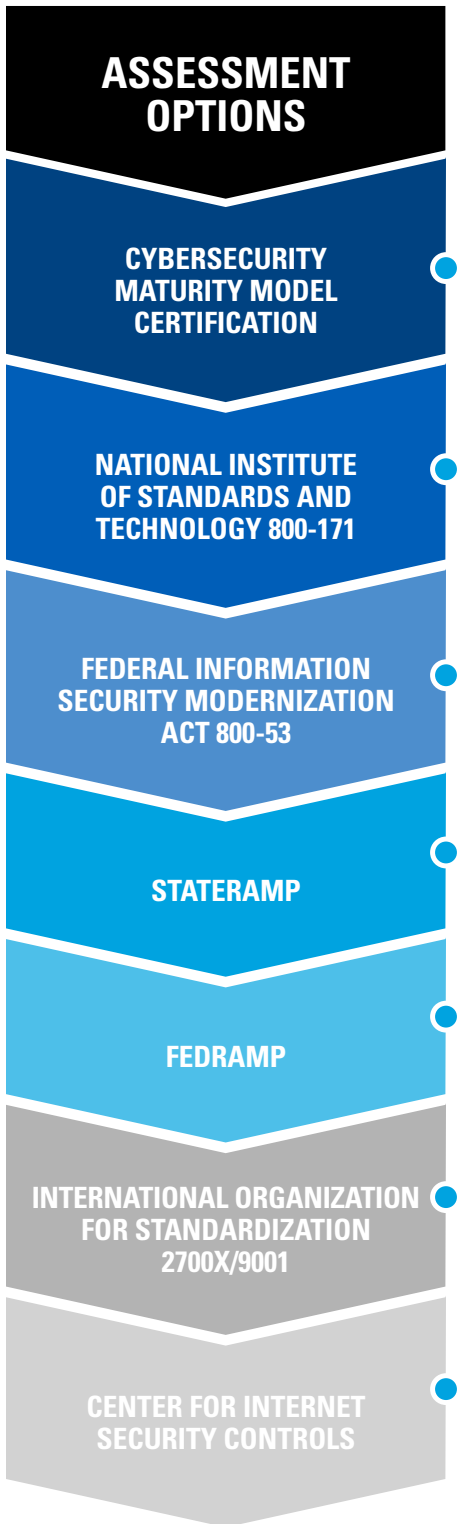 ASSESSMENT
OPTIONS
CYBERSECURITY
MATURITY MODEL
CERTIFICATION
NATIONAL INSTITUTE
OF STANDARDS AND
TECHNOLOGY 800-171
FEDERAL INFORMATION
SECURITY MODERNIZATION
ACT 800-53
STATERAMP
FEDRAMP
INTERNATIONAL ORGANIZATION
FOR STANDARDIZATION
2700X/9001
CENTER FOR INTERNET
SECURITY CONTROLS